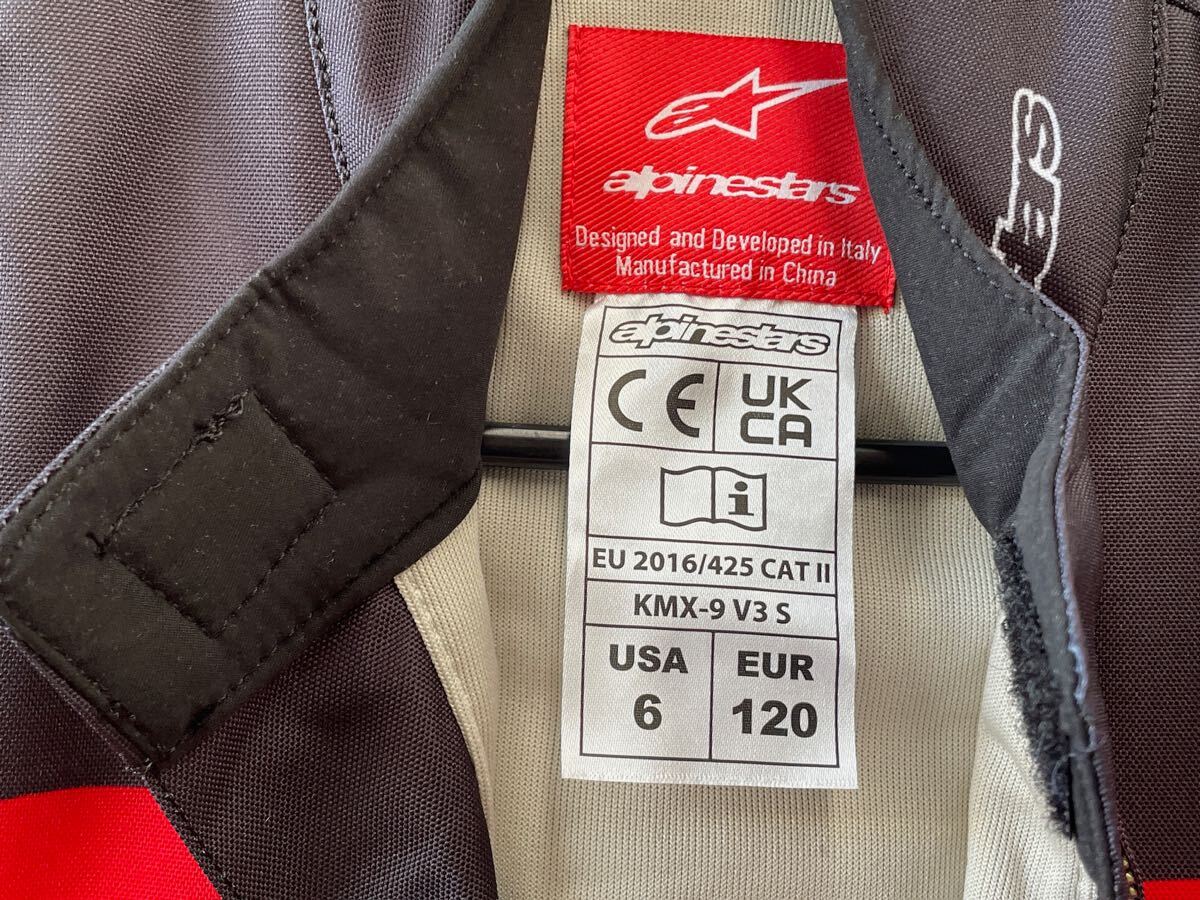 alpinestars
Designed and Developed in Italy
Manufactured in China
alpinestars
CE
UK
CA
i
EU 2016/425 CAT II
KMX-9 V3 S
USA EUR
6 120